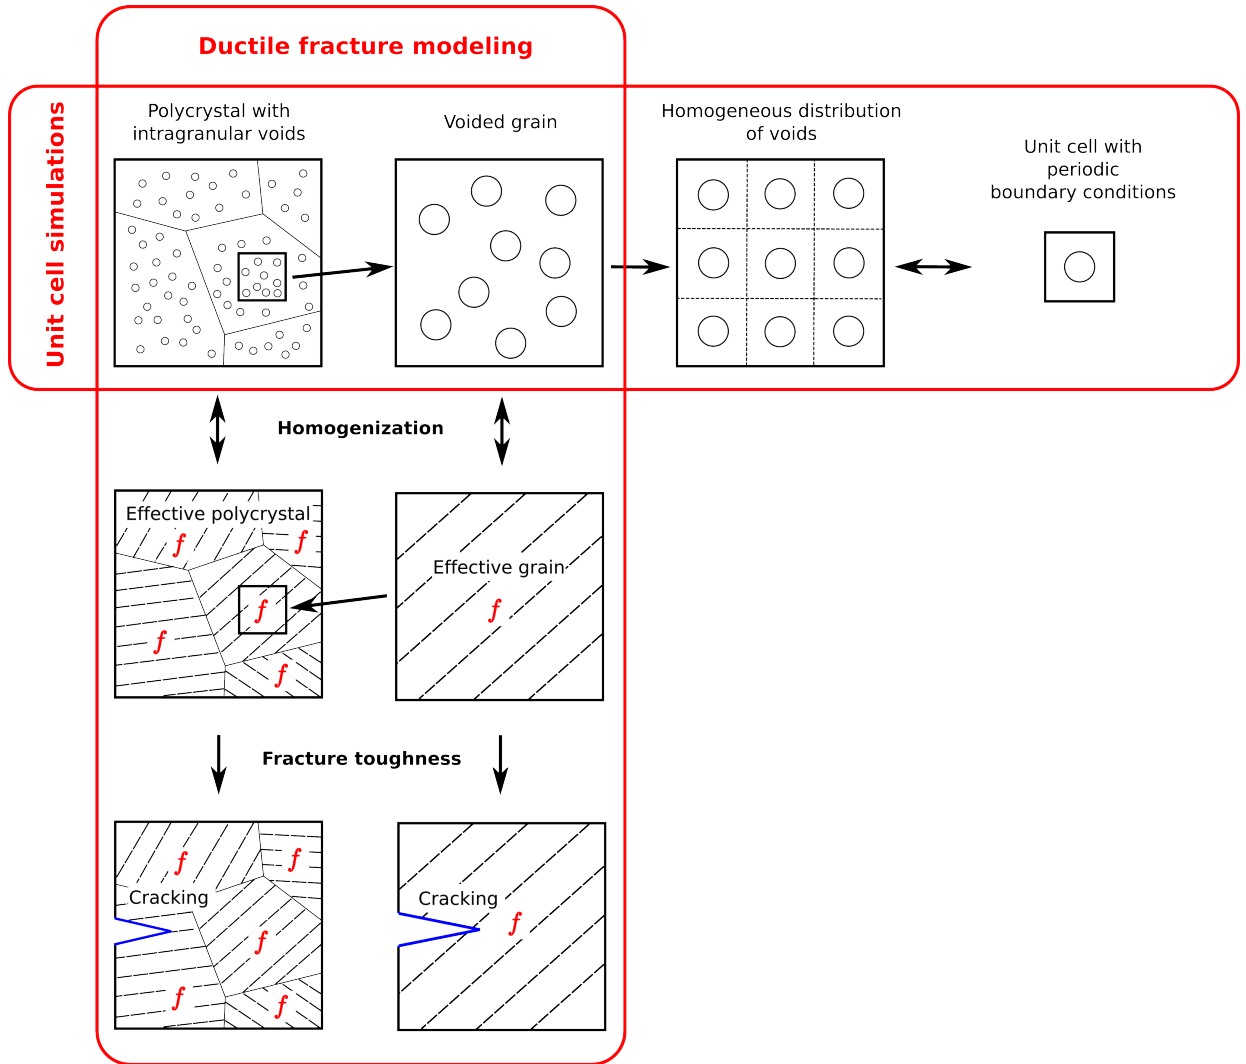 Ductile fracture modeling
Unit cell simulations
Polycrystal with
intragranular voids
Voided grain
Homogeneous distribution
of voids
Unit cell with
periodic
boundary conditions
Homogenization
Effective polycrystal
f
f
f
f
f
Effective grain
f
Fracture toughness
f
f
Cracking
f
f
f
Cracking
f